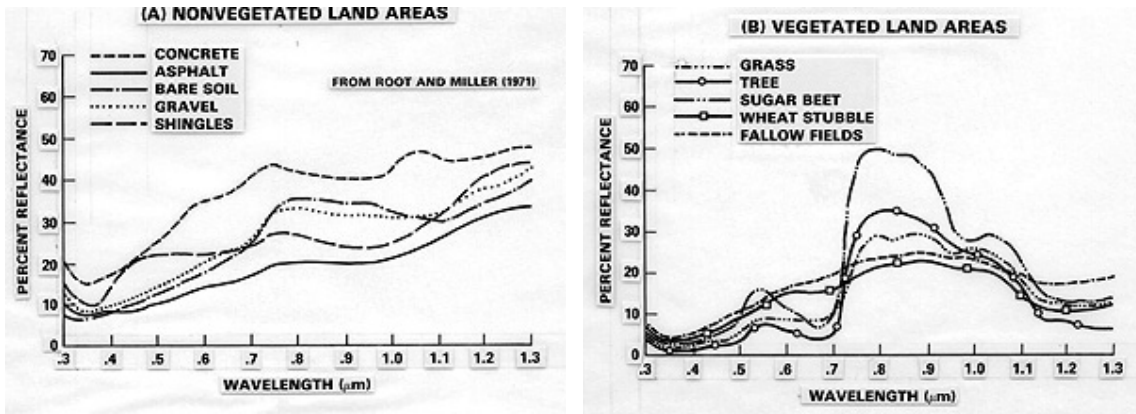 (A) NONVEGETATED LAND AREAS
70
60
50
40
30
20
10
0
PERCENT REFLECTANCE
CONCRETE
ASPHALT
BARE SOIL
GRAVEL
SHINGLES
FROM ROOT AND MILLER (1971)
.3 .4 .5 .6 .7 .8 .9 1.0 1.1 1.2 1.3
WAVELENGTH (μm)
(B) VEGETATED LAND AREAS
70
60
50
40
30
20
10
0
PERCENT REFLECTANCE
GRASS
TREE
SUGAR BEET
WHEAT STUBBLE
FALLOW FIELDS
.3 .4 .5 .6 .7 .8 .9 1.0 1.1 1.2 1.3
WAVELENGTH (μm)